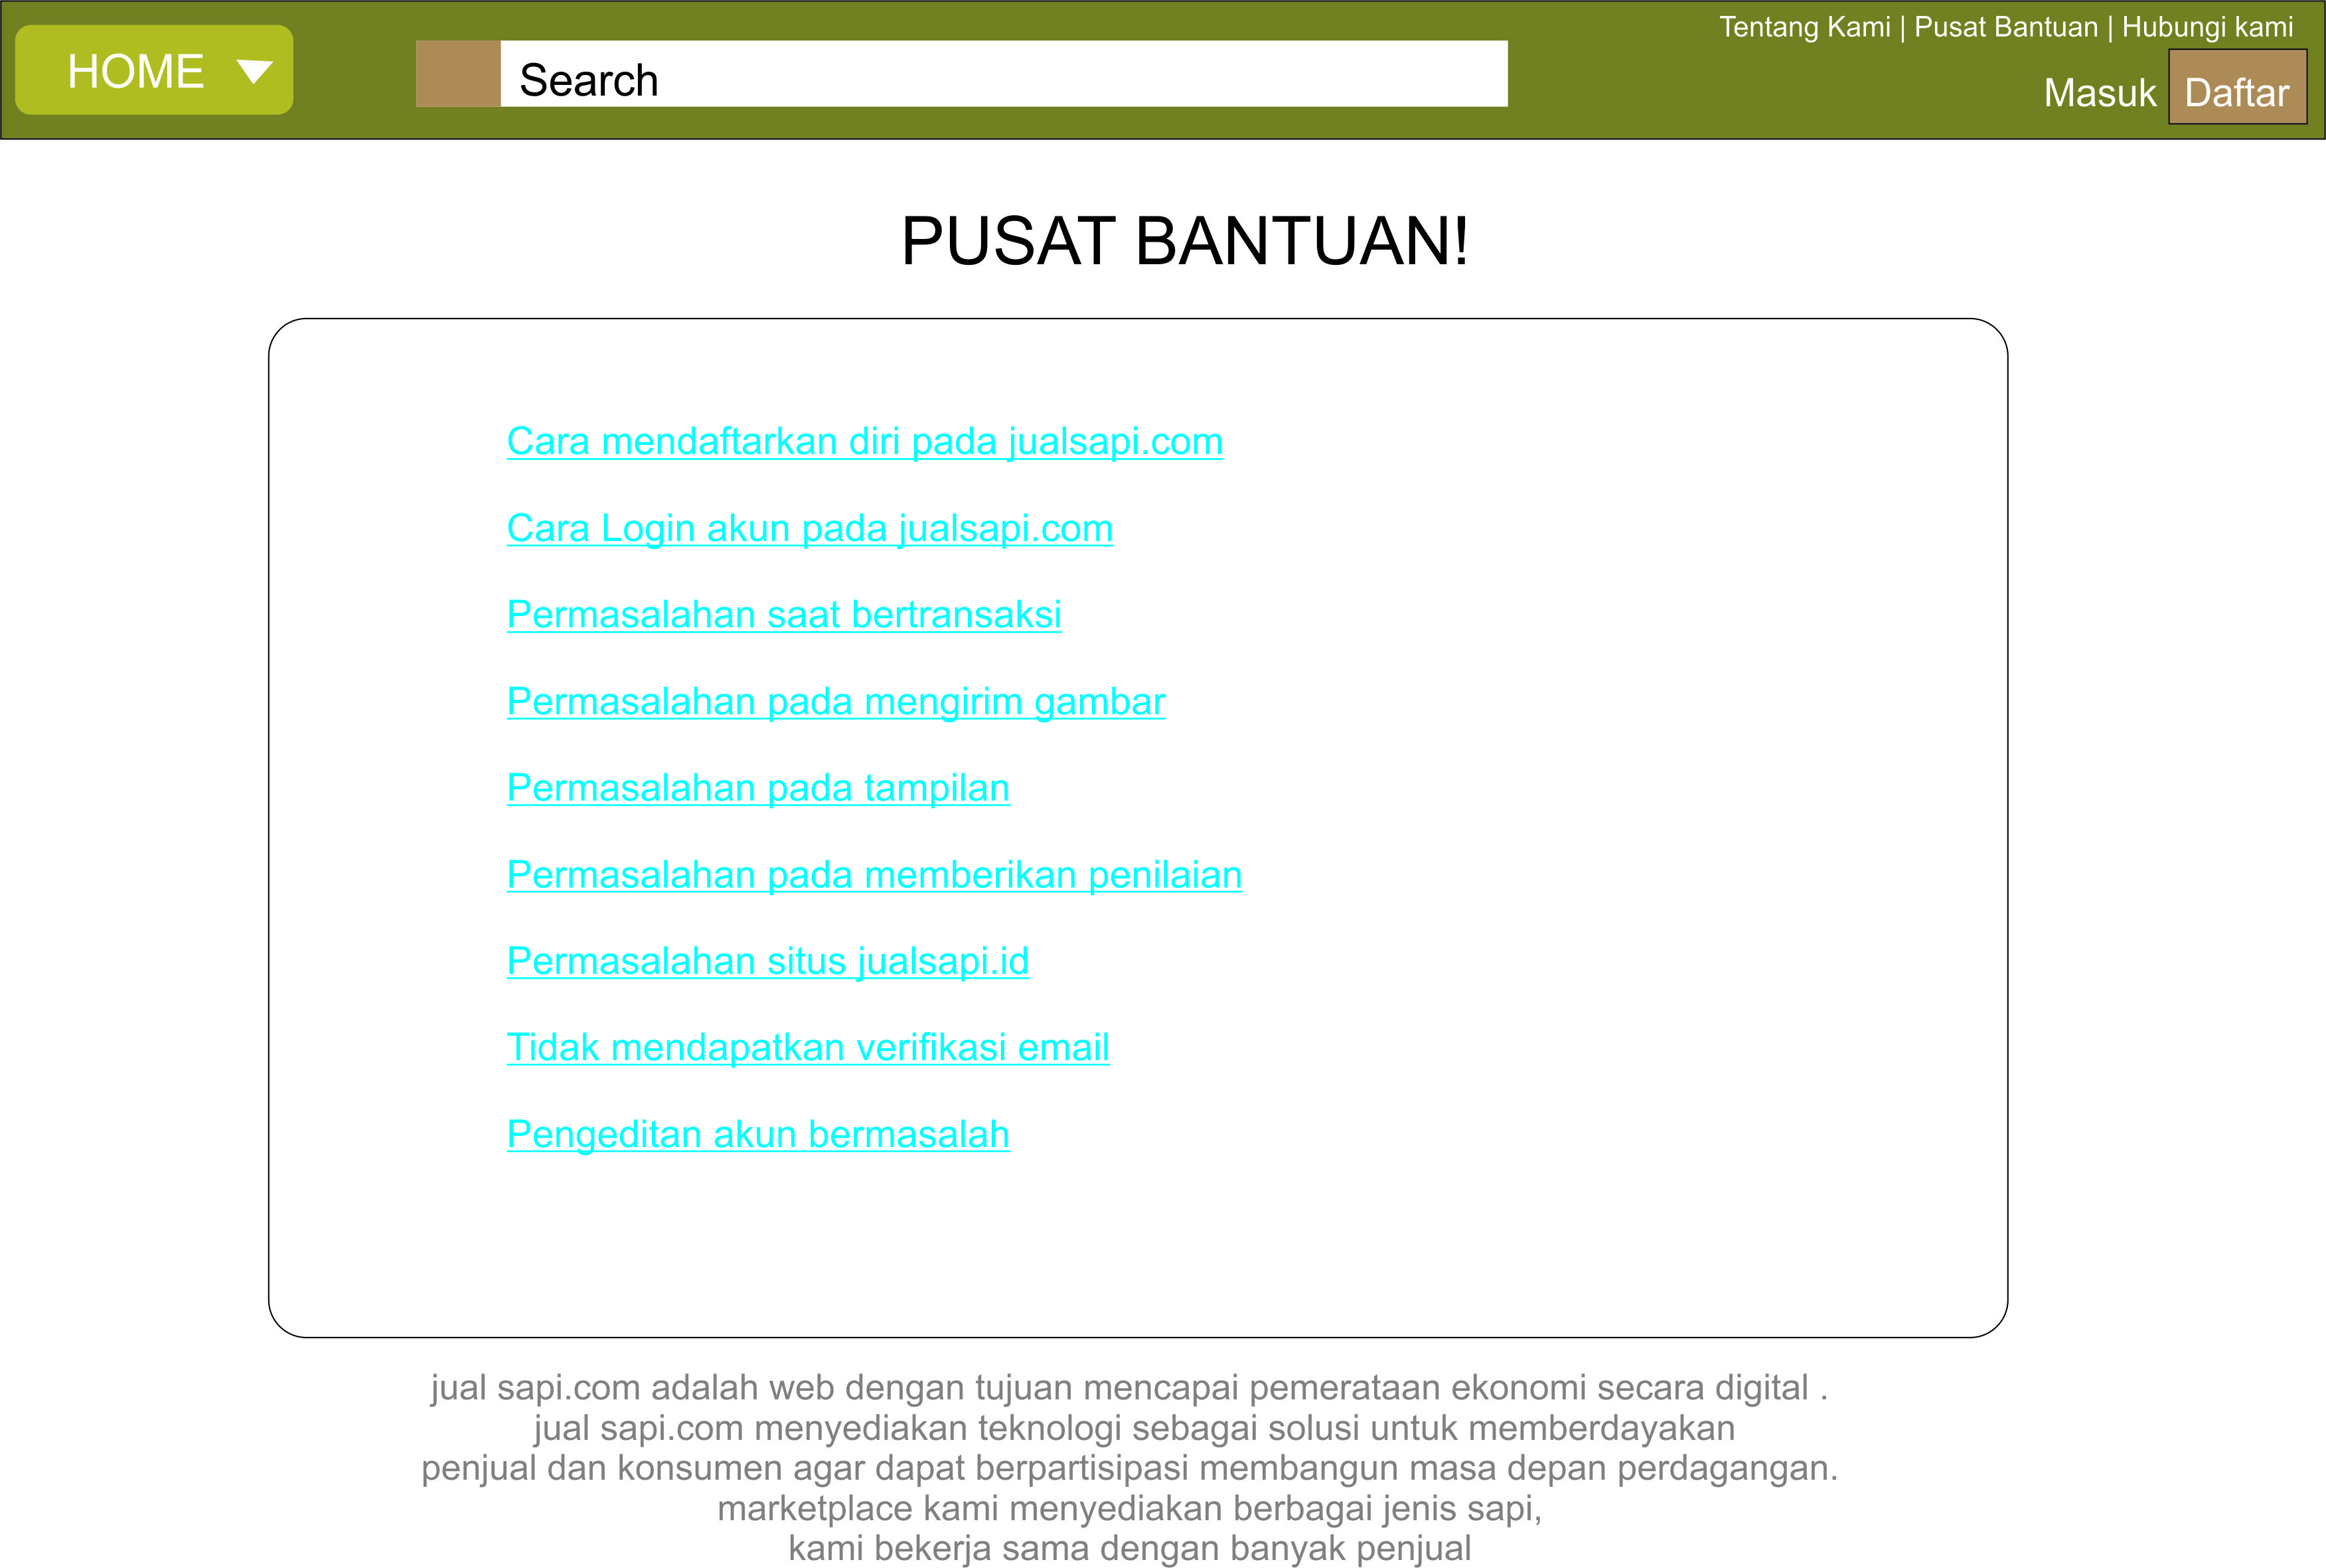 Tentang Kami | Pusat Bantuan | Hubungi kami
HOME
Search
Masuk
Daftar
PUSAT BANTUAN!
Cara mendaftarkan diri pada jualsapi.com
Cara Login akun pada jualsapi.com
Permasalahan saat bertransaksi
Permasalahan pada mengirim gambar
Permasalahan pada tampilan
Permasalahan pada memberikan penilaian
Permasalahan situs jualsapi.id
Tidak mendapatkan verifikasi email
Pengeditan akun bermasalah
jual sapi.com adalah web dengan tujuan mencapai pemerataan ekonomi secara digital .
jual sapi.com menyediakan teknologi sebagai solusi untuk memberdayakan
penjual dan konsumen agar dapat berpartisipasi membangun masa depan perdagangan.
marketplace kami menyediakan berbagai jenis sapi,
kami bekerja sama dengan banyak penjual